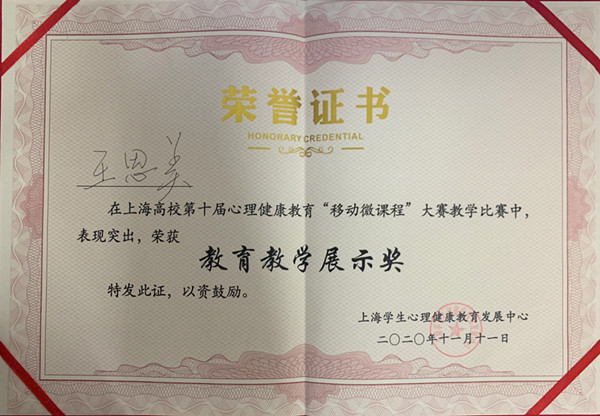 荣誉证书
HONORARY CREDENTIAL
王恩美
在上海高校第十届心理健康教育“移动微课程”大赛教学比赛中，
表现突出，荣获
教育教学展示奖
特发此证，以资鼓励。
上海学生心理健康教育发展中心
二〇二〇年十一月十一日